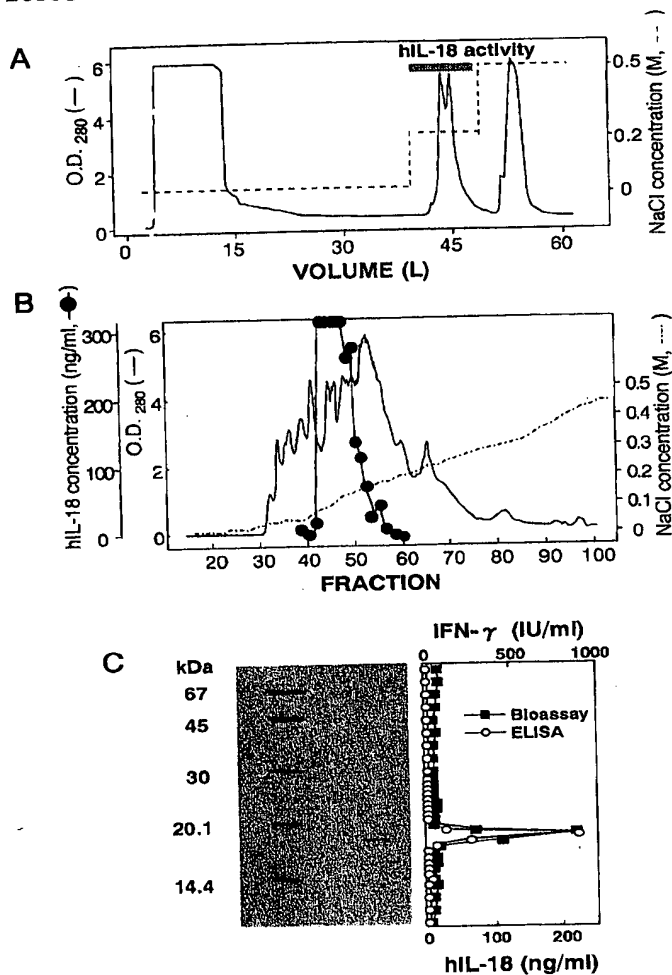 A
hIL-18 activity
O.D. 280 (—)
6
4
2
0
NaCl concentration (M, ---)
0.5
0.2
0
0 15 30 45 60
VOLUME (L)
B
hIL-18 concentration (ng/ml, -●-)
300
200
100
0
O.D. 280 (—)
6
4
2
0
NaCl concentration (M, ---)
0.5
0.4
0.3
0.2
0.1
0
20 30 40 50 60 70 80 90 100
FRACTION
C
kDa
67
45
30
20.1
14.4
IFN-γ (IU/ml)
0 500 1000
Bioassay
ELISA
0 100 200
hIL-18 (ng/ml)